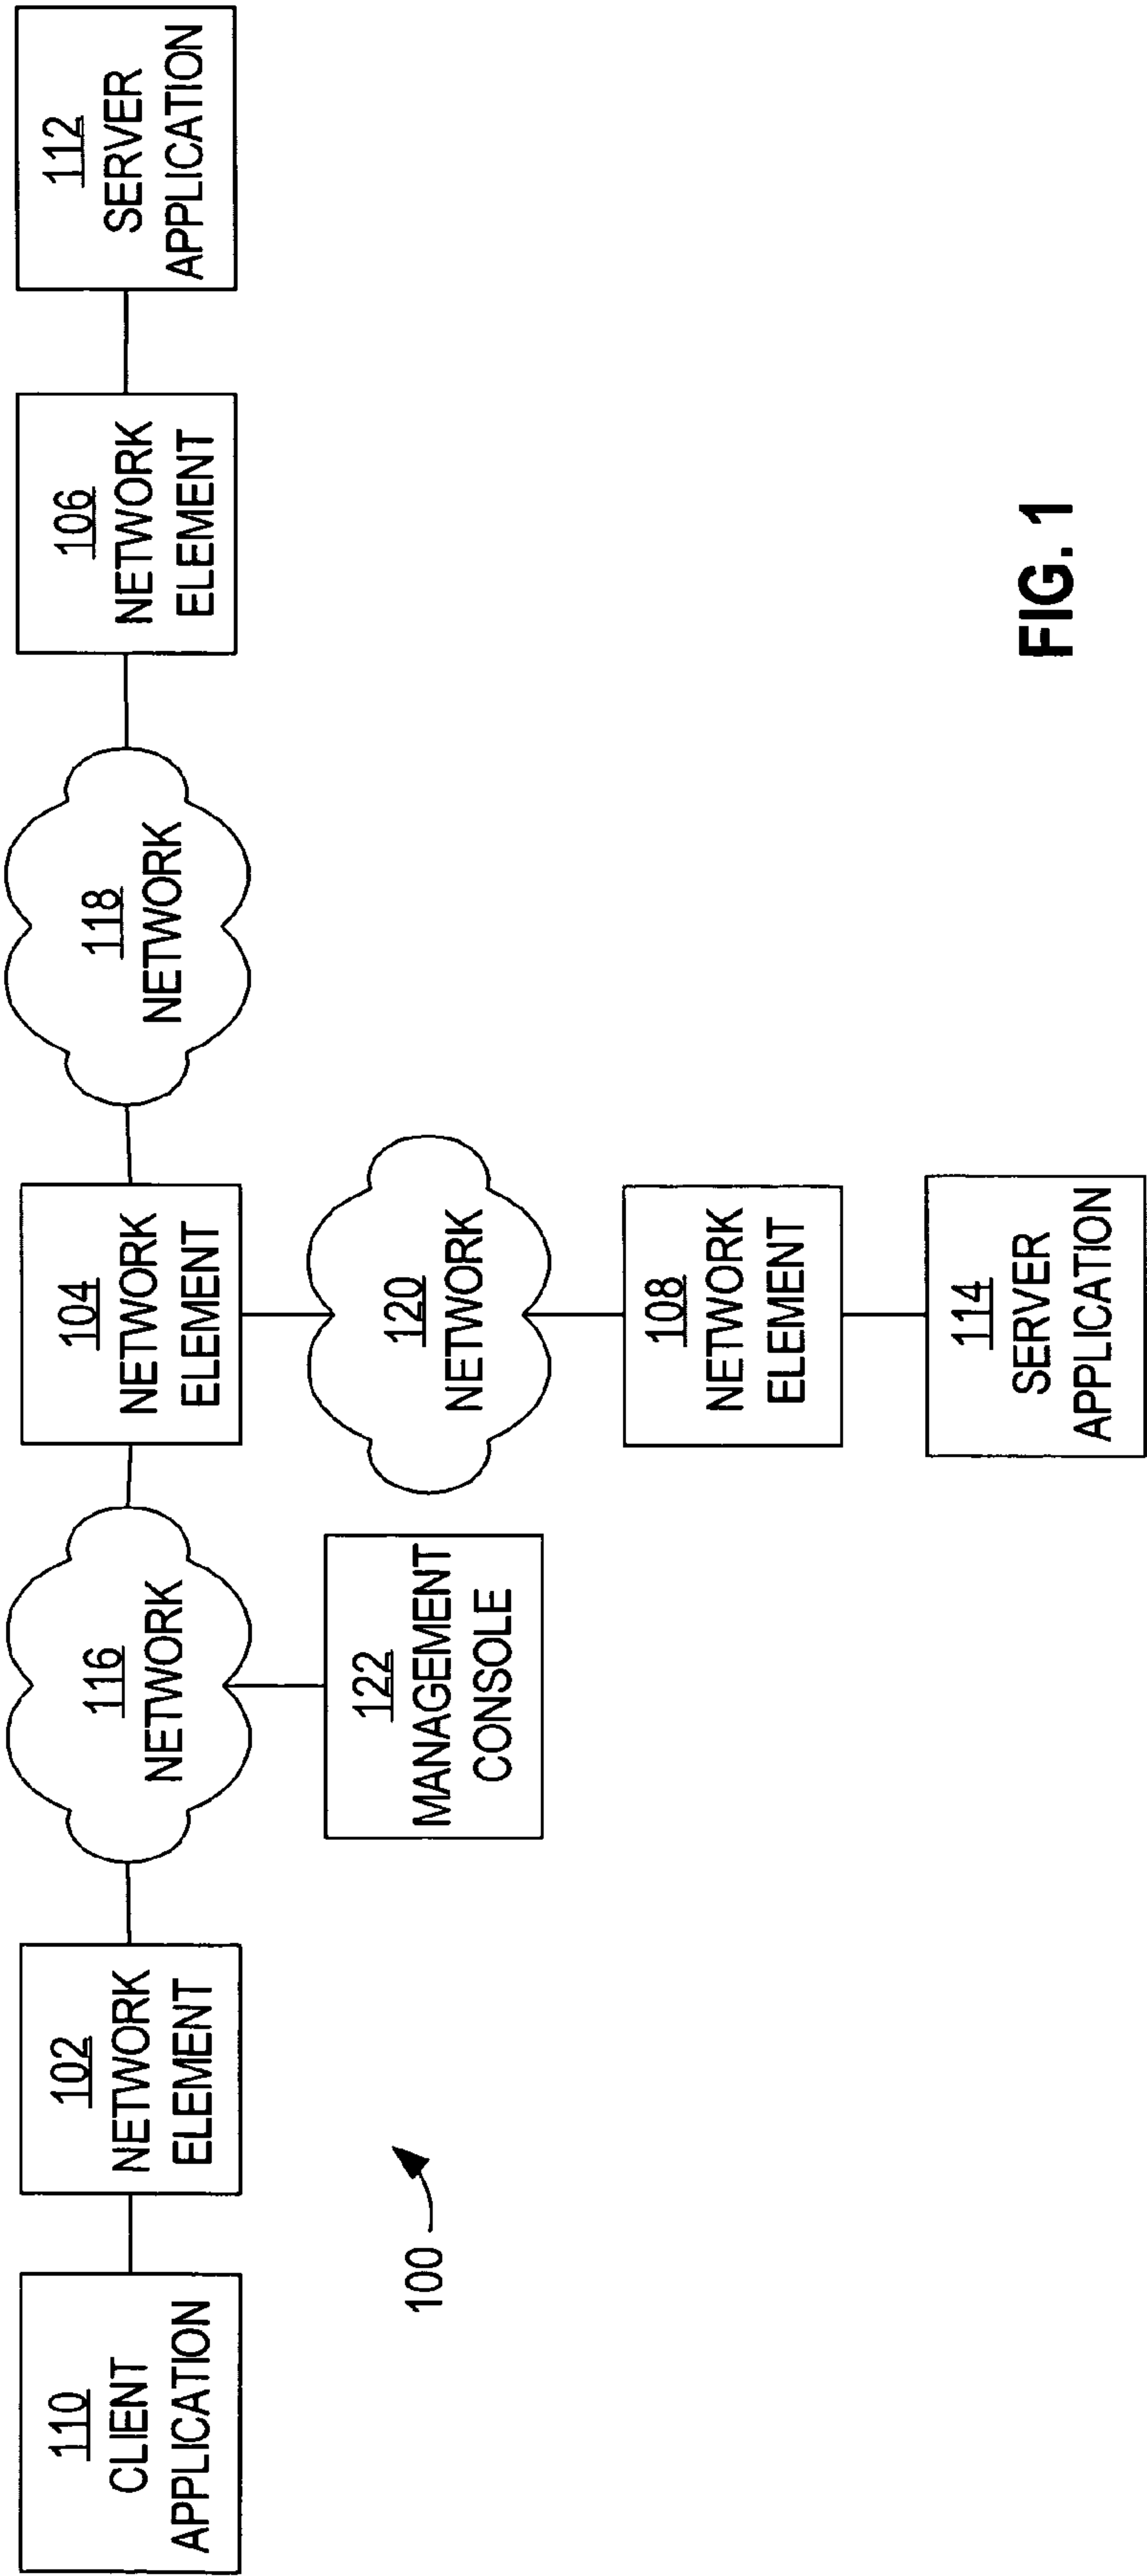 110
CLIENT
APPLICATION
102
NETWORK
ELEMENT
116
NETWORK
104
NETWORK
ELEMENT
118
NETWORK
106
NETWORK
ELEMENT
112
SERVER
APPLICATION
122
MANAGEMENT
CONSOLE
120
NETWORK
108
NETWORK
ELEMENT
114
SERVER
APPLICATION
100
FIG. 1